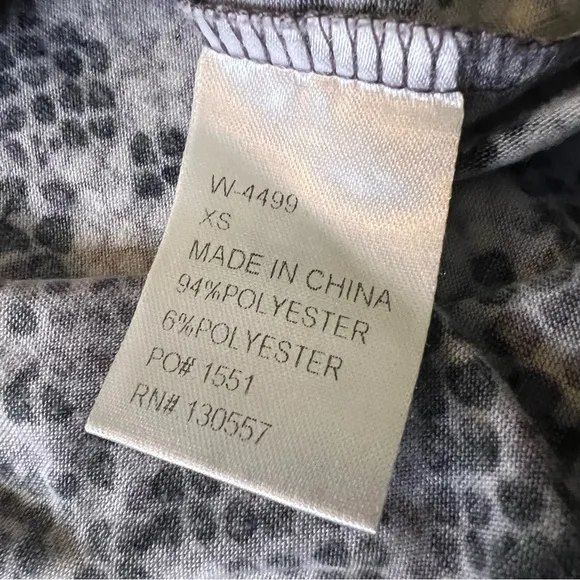 W-4499
XS
MADE IN CHINA
94%POLYESTER
6%POLYESTER
PO# 1551
RN# 130557